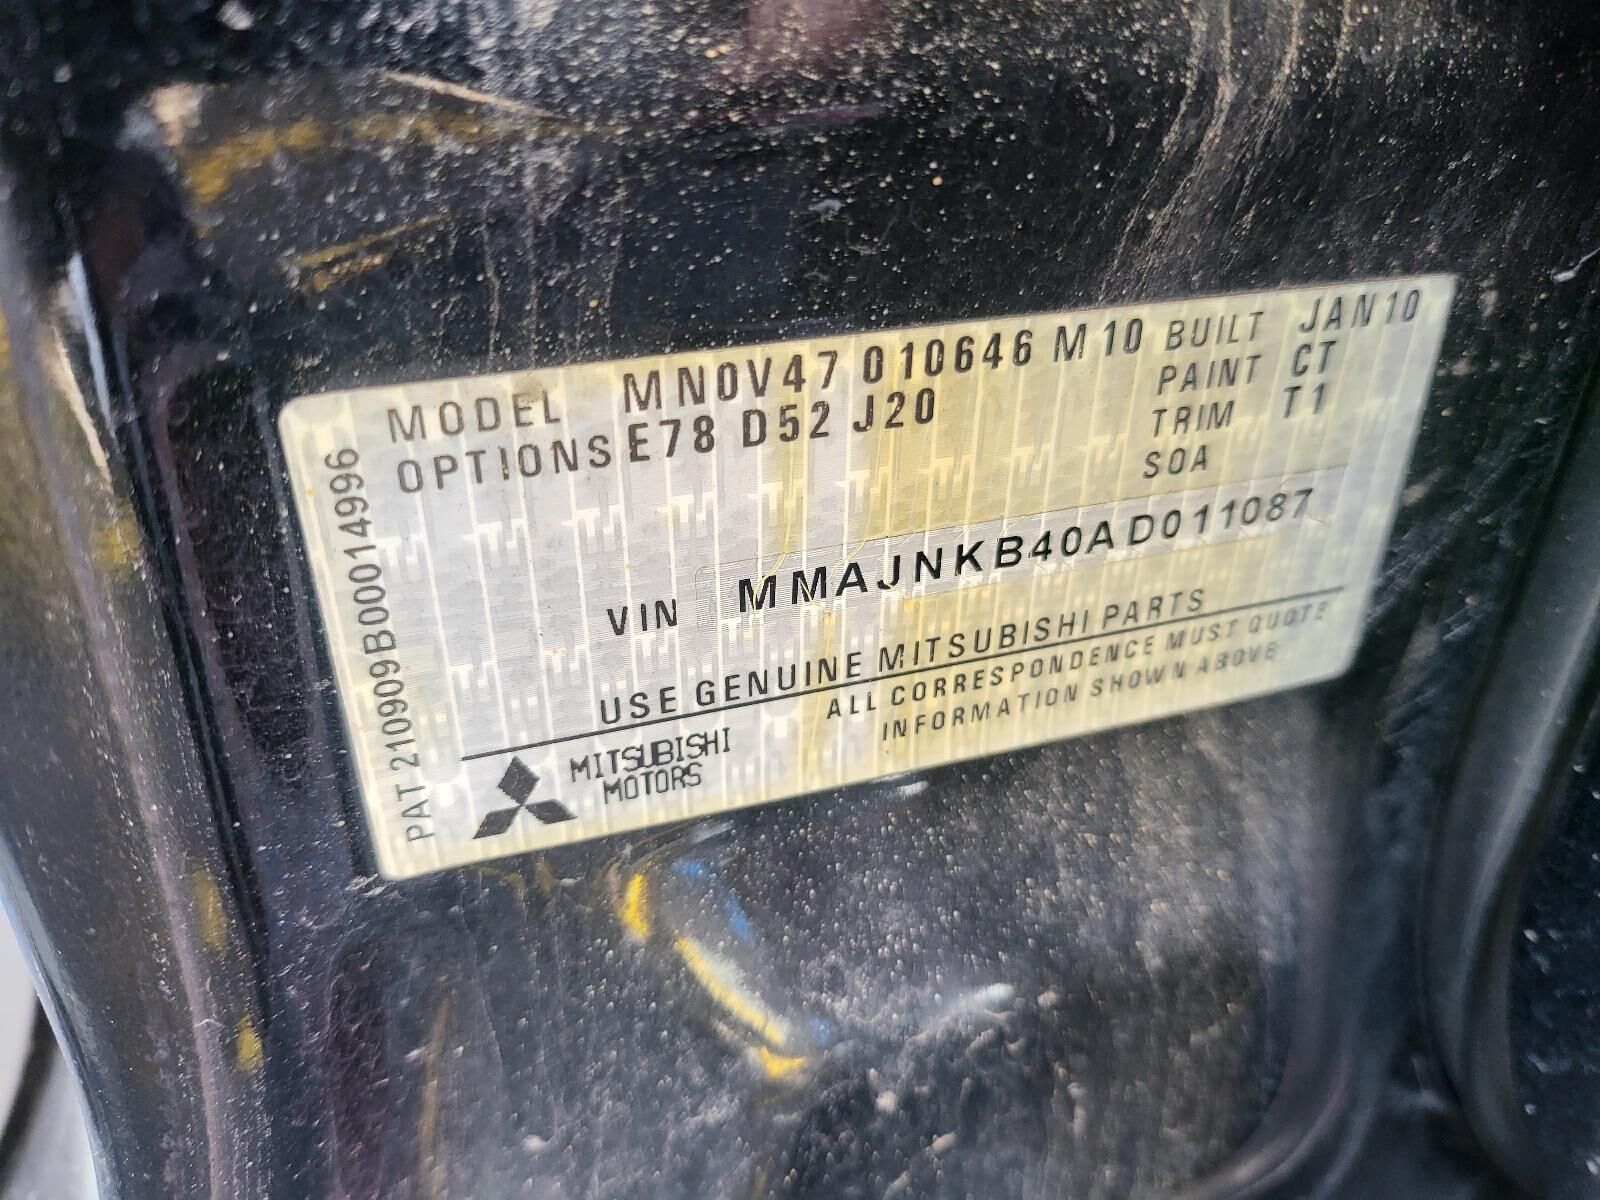 MODEL MN0V47 010646 M10 BUILT JAN10
OPTIONS E78 D52 J20 PAINT CT
TRIM T1
SOA
VIN MMAJNKB40AD011087
USE GENUINE MITSUBISHI PARTS
ALL CORRESPONDENCE MUST QUOTE
INFORMATION SHOWN ABOVE
MITSUBISHI
MOTORS
PAT 210909B00014996